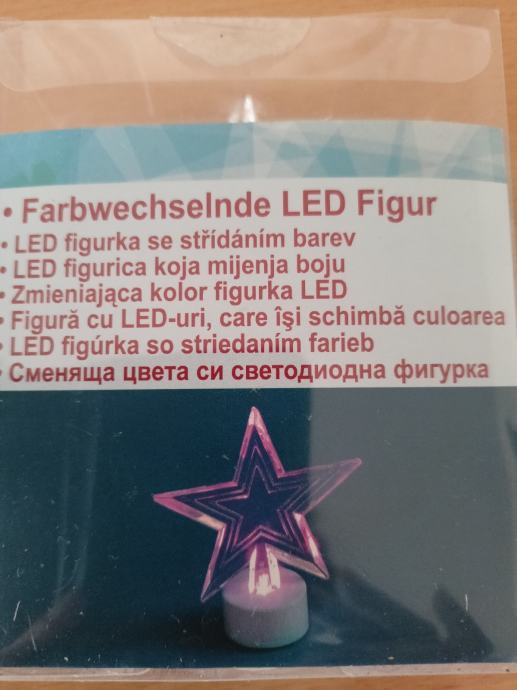 • Farbwechselnde LED Figur
• LED figurka se střídáním barev
• LED figurica koja mijenja boju
• Zmieniająca kolor figurka LED
• Figură cu LED-uri, care îşi schimbă culoarea
• LED figúrka so striedaním farieb
• Сменяща цвета си светодиодна фигурка